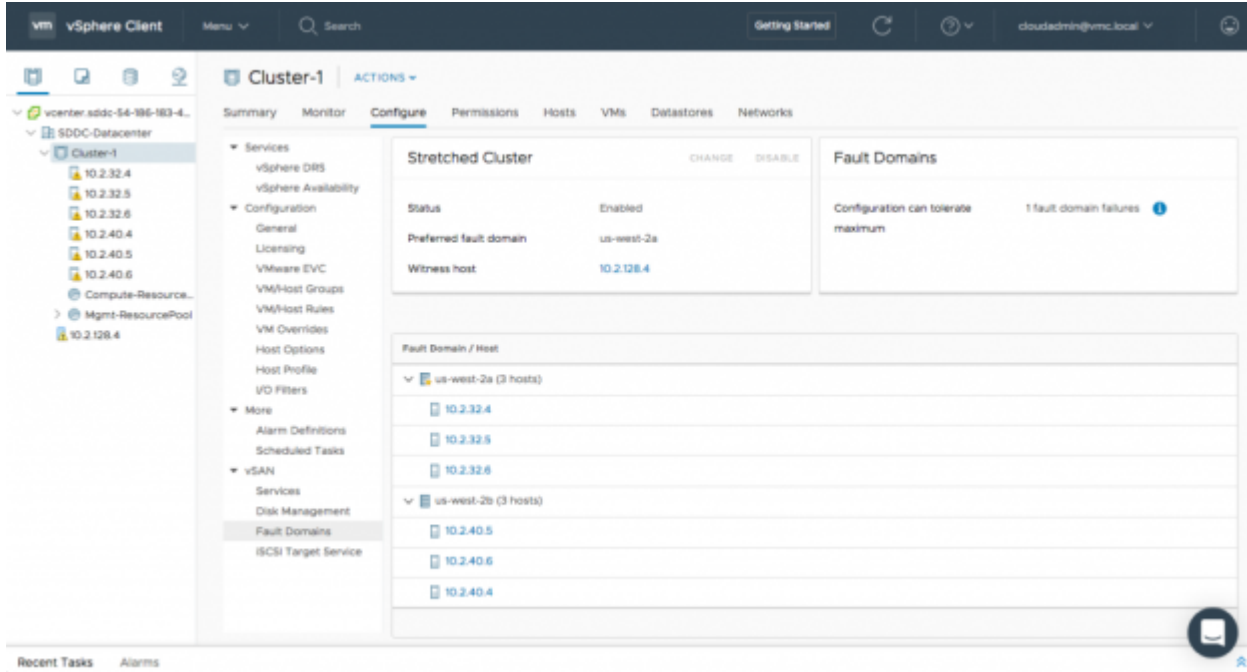 vm vSphere Client Menu Search Getting Started cloudadmin@vmc.local
Cluster-1 ACTIONS
Summary Monitor Configure Permissions Hosts VMs Datastores Networks
vcenter.sddc-54-186-183-4...
SDDC-Datacenter
Cluster-1
10.2.32.4
10.2.32.5
10.2.32.6
10.2.40.4
10.2.40.5
10.2.40.6
Compute-Resource...
Mgmt-ResourcePool
10.2.128.4
Services
vSphere DRS
vSphere Availability
Configuration
General
Licensing
VMware EVC
VM/Host Groups
VM/Host Rules
VM Overrides
Host Options
Host Profile
I/O Filters
More
Alarm Definitions
Scheduled Tasks
vSAN
Services
Disk Management
Fault Domains
iSCSI Target Service
Stretched Cluster CHANGE DISABLE
Status Enabled
Preferred fault domain us-west-2a
Witness host 10.2.128.4
Fault Domains
Configuration can tolerate 1 fault domain failures
maximum
Fault Domain / Host
us-west-2a (3 hosts)
10.2.32.4
10.2.32.5
10.2.32.6
us-west-2b (3 hosts)
10.2.40.5
10.2.40.6
10.2.40.4
Recent Tasks Alarms